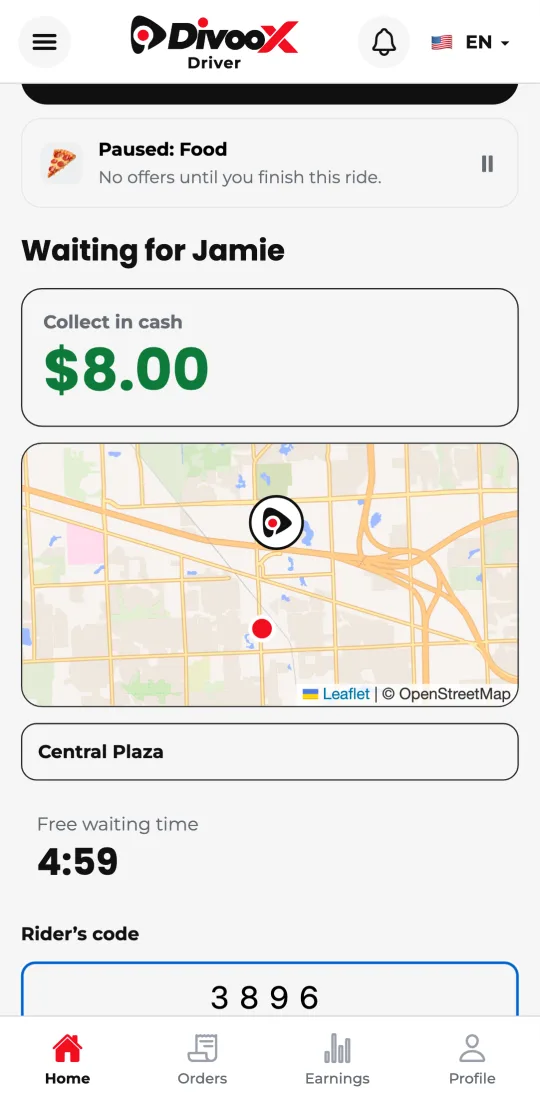 DivooX
Driver
EN
Paused: Food
No offers until you finish this ride.
Waiting for Jamie
Collect in cash
$8.00
Leaflet | © OpenStreetMap
Central Plaza
Free waiting time
4:59
Rider’s code
3896
Home
Orders
Earnings
Profile